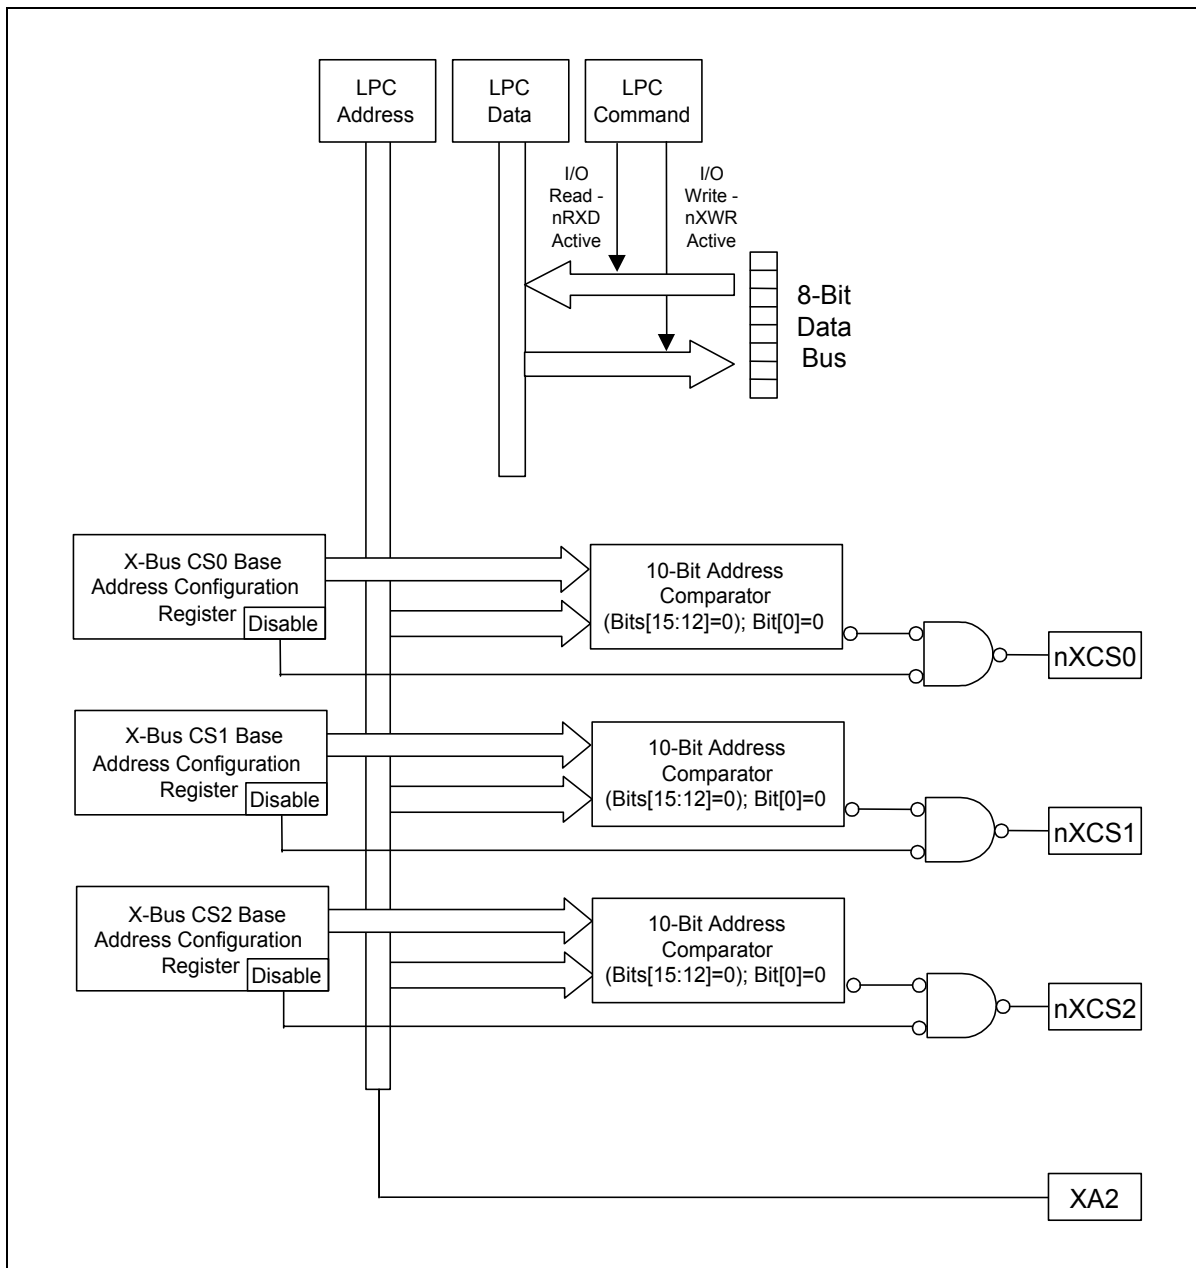 LPC
Address
LPC
Data
LPC
Command
I/O
Read -
nRXD
Active
I/O
Write -
nXWR
Active
8-Bit
Data
Bus
X-Bus CS0 Base
Address Configuration
Register
Disable
10-Bit Address
Comparator
(Bits[15:12]=0); Bit[0]=0
nXCS0
X-Bus CS1 Base
Address Configuration
Register
Disable
10-Bit Address
Comparator
(Bits[15:12]=0); Bit[0]=0
nXCS1
X-Bus CS2 Base
Address Configuration
Register
Disable
10-Bit Address
Comparator
(Bits[15:12]=0); Bit[0]=0
nXCS2
XA2